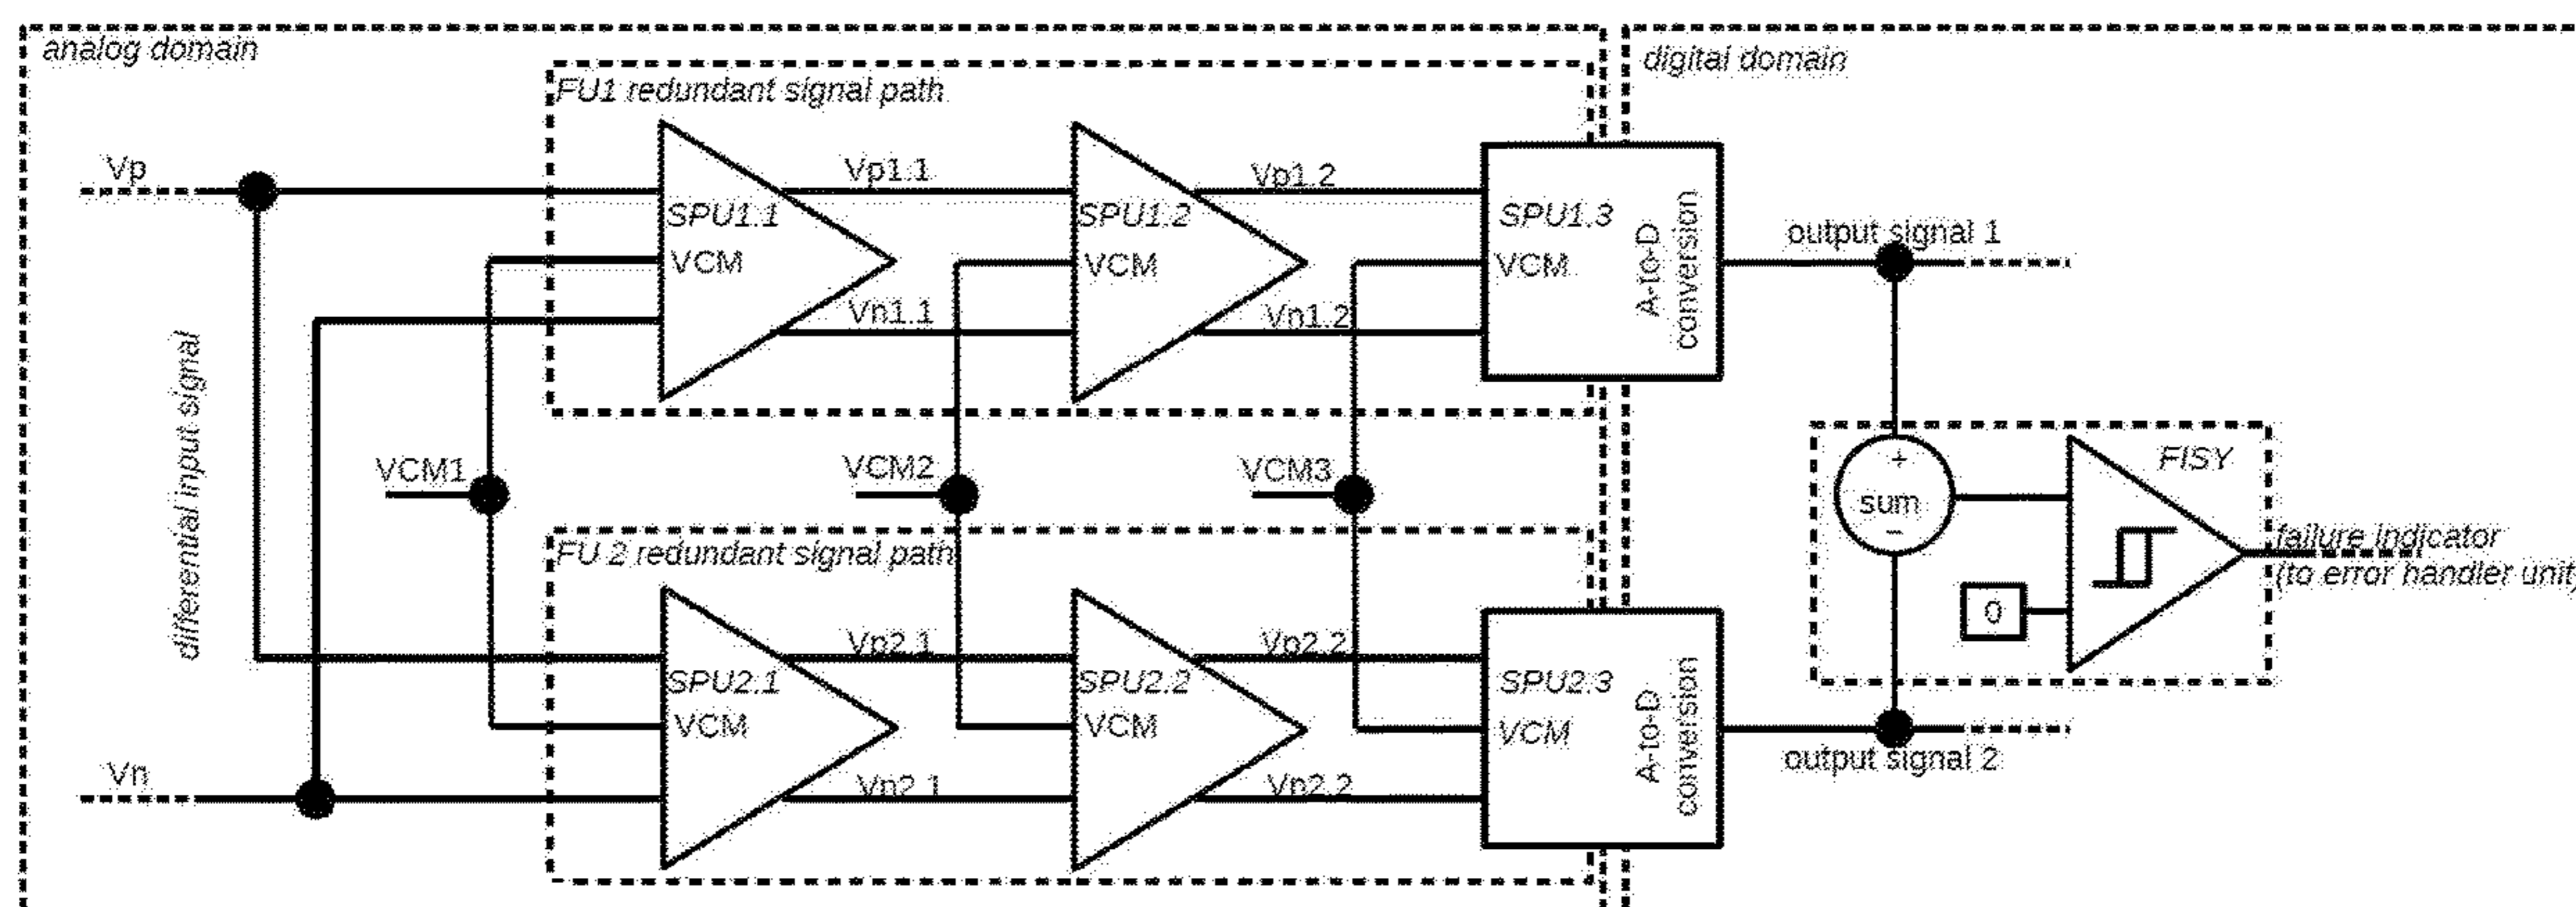 analog domain
digital domain
FU1 redundant signal path
Vp
Vp1.1
Vp1.2
SPU1.1
SPU1.2
SPU1.3
VCM
VCM
VCM
A-to-D
conversion
output signal 1
Vn1.1
Vn1.2
differential input signal
VCM1
VCM2
VCM3
+
sum
−
FISY
0
failure indicator
(to error handler unit)
FU 2 redundant signal path
Vp2.1
Vp2.2
SPU2.1
SPU2.2
SPU2.3
VCM
VCM
VCM
A-to-D
conversion
output signal 2
Vn
Vn2.1
Vn2.2